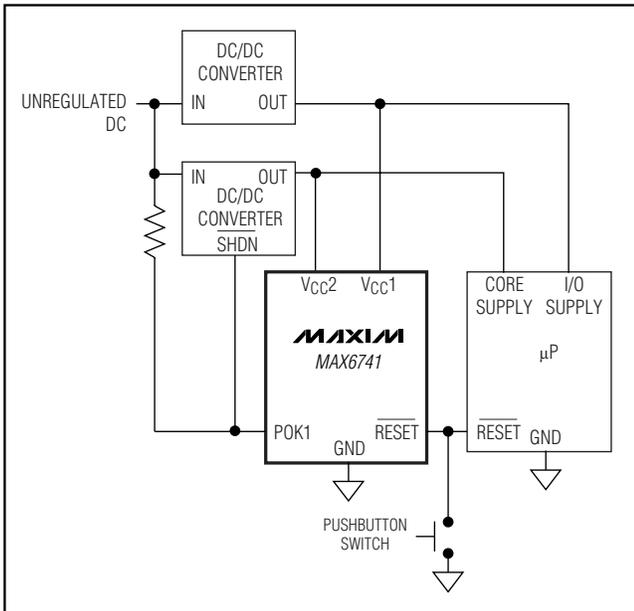 DC/DC
CONVERTER
UNREGULATED
DC
IN
OUT
IN
OUT
DC/DC
CONVERTER
SHDN
VCC2
VCC1
CORE
SUPPLY
I/O
SUPPLY
MAXIM
MAX6741
µP
POK1
RESET
RESET
GND
GND
PUSHBUTTON
SWITCH